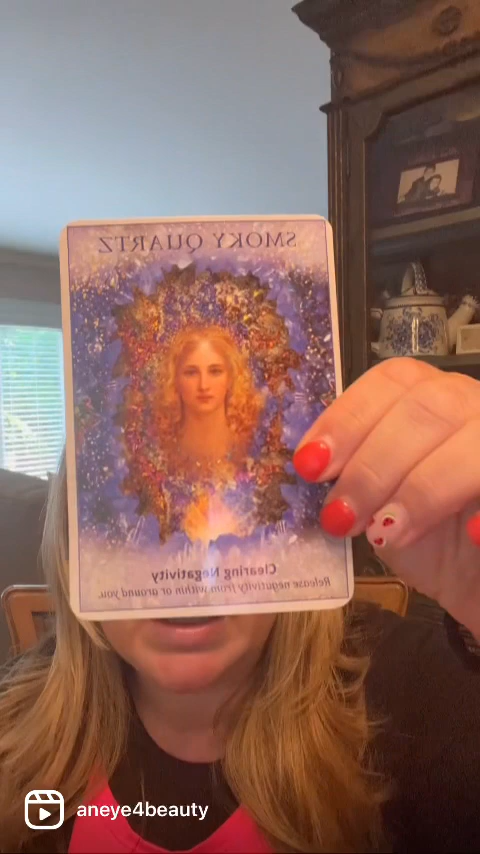 SMOKY QUARTZ
Clearing Negativity
Release negativity from within or around you.
aneye4beauty